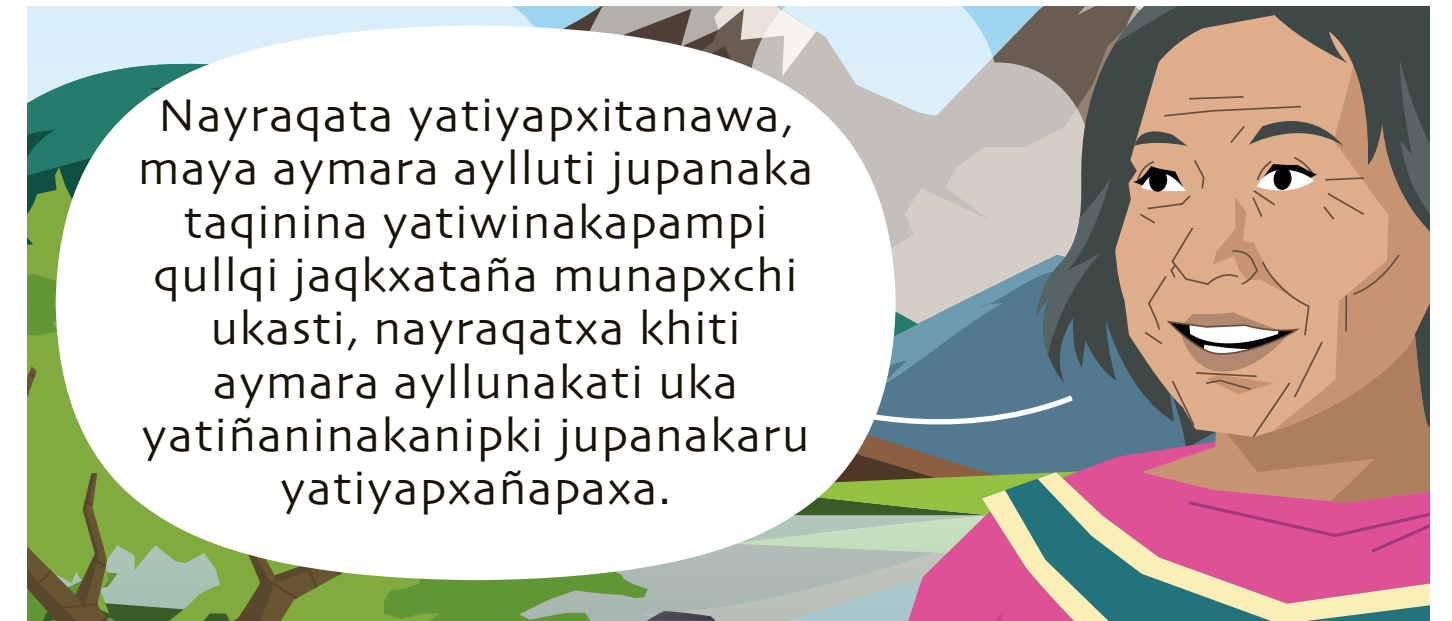 Nayraqata yatiyapxitanawa,
maya aymara aylluti jupanaka
taqinina yatiwinakapampi
qullqi jaqkxataña munapxchi
ukasti, nayraqatxa khiti
aymara ayllunakati uka
yatiñaninakanipki jupanakaru
yatiyapxañapaxa.